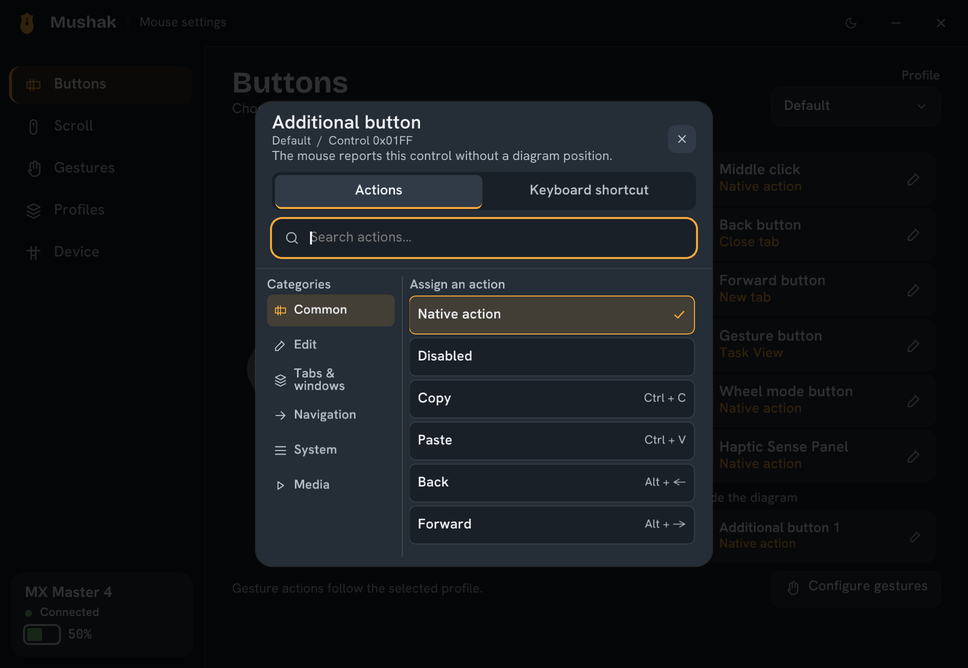 Mushak
Mouse settings
Buttons
Scroll
Gestures
Profiles
Device
MX Master 4
Connected
50%
Buttons
Profile
Default
Additional button
Default / Control 0x01FF
The mouse reports this control without a diagram position.
Actions
Keyboard shortcut
Search actions...
Categories
Common
Edit
Tabs &
windows
Navigation
System
Media
Assign an action
Native action
Disabled
Copy Ctrl + C
Paste Ctrl + V
Back Alt + ←
Forward Alt + →
Middle click
Native action
Back button
Close tab
Forward button
New tab
Gesture button
Task View
Wheel mode button
Native action
Haptic Sense Panel
Native action
the diagram
Additional button 1
Native action
Gesture actions follow the selected profile.
Configure gestures